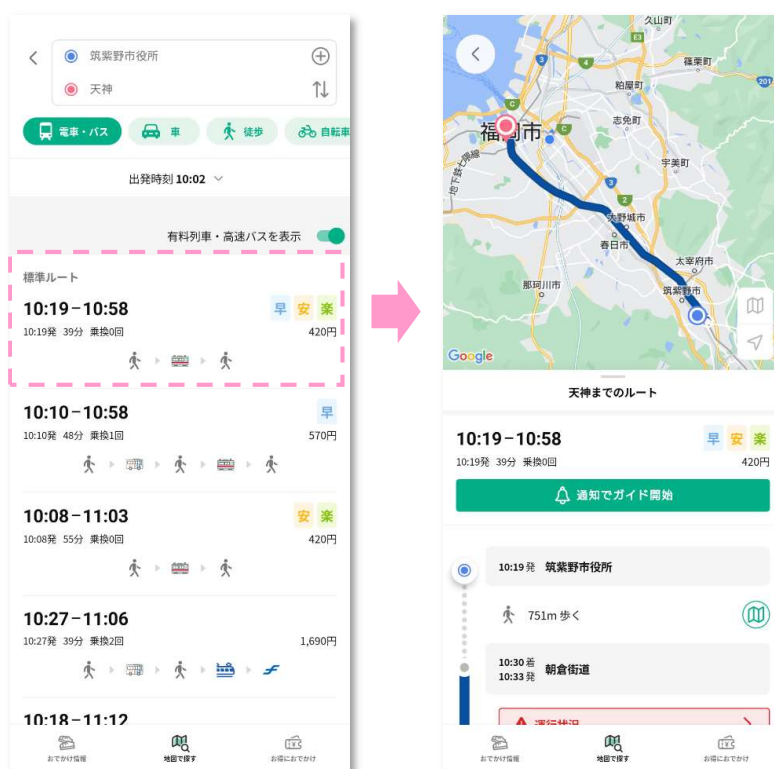 筑紫野市役所
天神
電車・バス
車
徒歩
自転車
出発時刻 10:02
有料列車・高速バスを表示
標準ルート
10:19-10:58
早 安 楽
10:19発 39分 乗換0回
420円
10:10-10:58
早
10:10発 48分 乗換1回
570円
10:08-11:03
安 楽
10:08発 55分 乗換0回
420円
10:27-11:06
10:27発 39分 乗換2回
1,690円
10:18-11:12
おでかけ情報
地図で探す
お得におでかけ
久山町
E3
3
4
篠栗町
201
粕屋町
C
志免町
福
市
C
地下鉄七隈線
宇美町
3
2
大野城市
春日市
太宰府市
那珂川市
筑紫野市
Google
天神までのルート
10:19-10:58
早 安 楽
10:19発 39分 乗換0回
420円
通知でガイド開始
10:19発 筑紫野市役所
751m 歩く
10:30着
10:33発
朝倉街道
運行状況
おでかけ情報
地図で探す
お得におでかけ